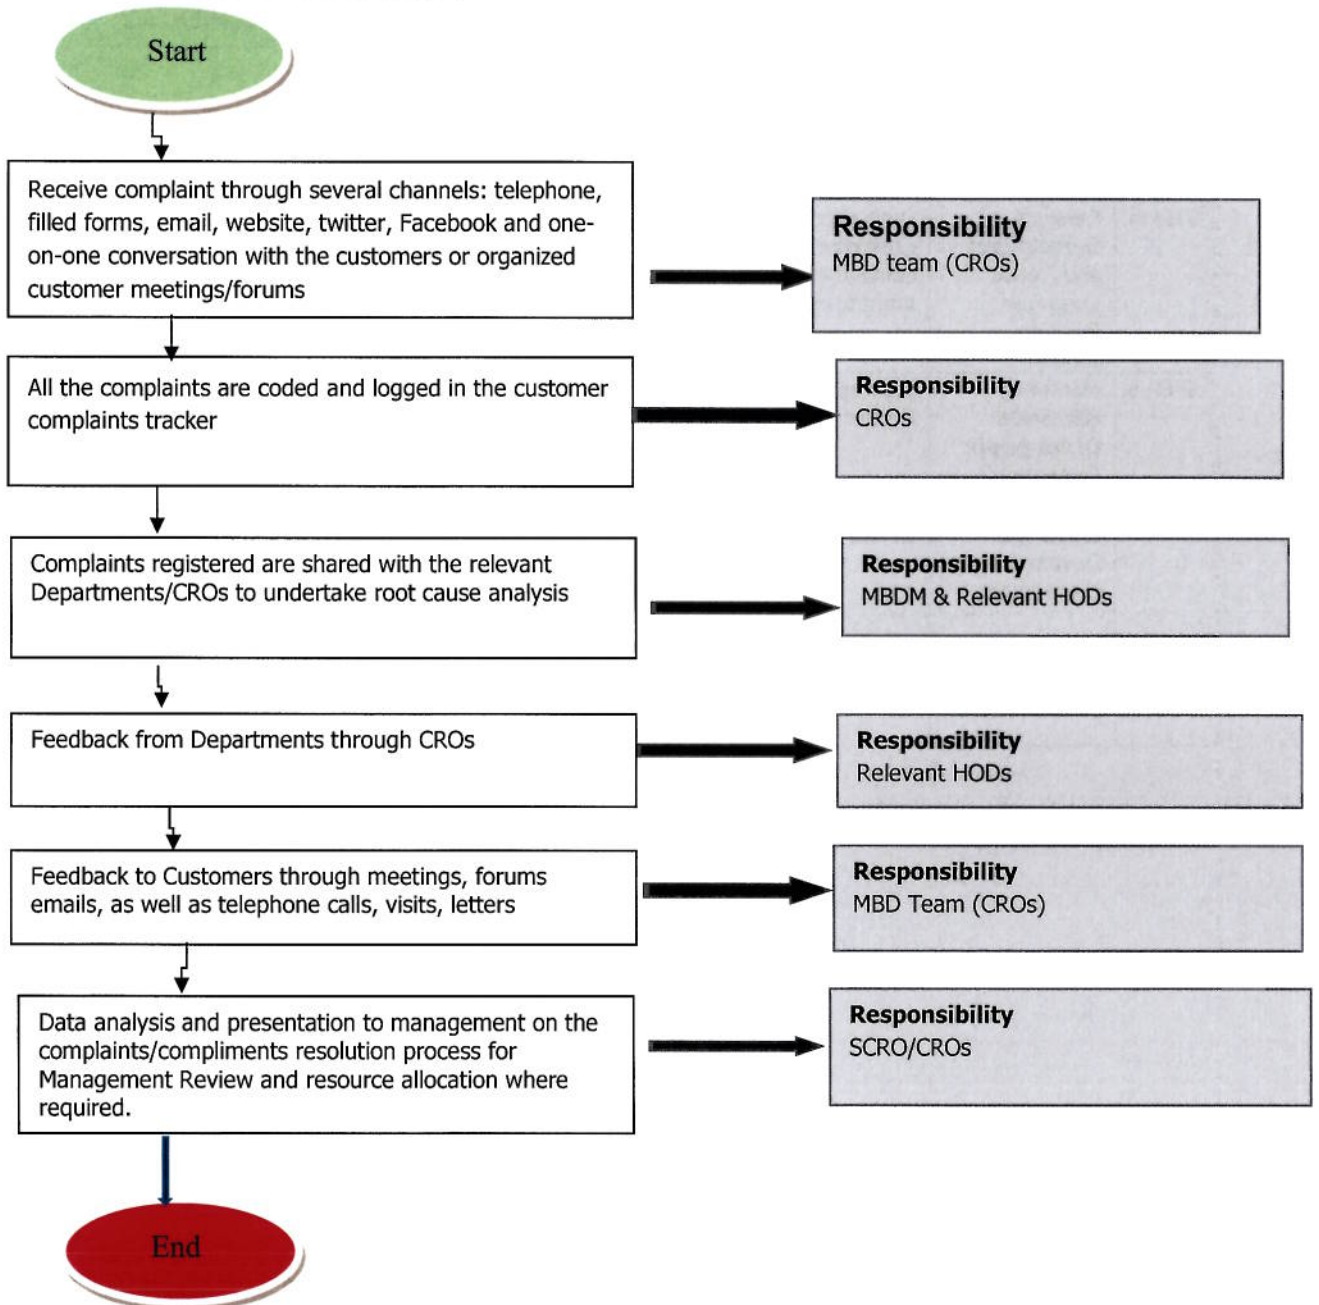 Start
Receive complaint through several channels: telephone,
filled forms, email, website, twitter, Facebook and one-
on-one conversation with the customers or organized
customer meetings/forums
Responsibility
MBD team (CROs)
All the complaints are coded and logged in the customer
complaints tracker
Responsibility
CROs
Complaints registered are shared with the relevant
Departments/CROs to undertake root cause analysis
Responsibility
MBDM & Relevant HODs
Feedback from Departments through CROs
Responsibility
Relevant HODs
Feedback to Customers through meetings, forums
emails, as well as telephone calls, visits, letters
Responsibility
MBD Team (CROs)
Data analysis and presentation to management on the
complaints/compliments resolution process for
Management Review and resource allocation where
required.
Responsibility
SCRO/CROs
End